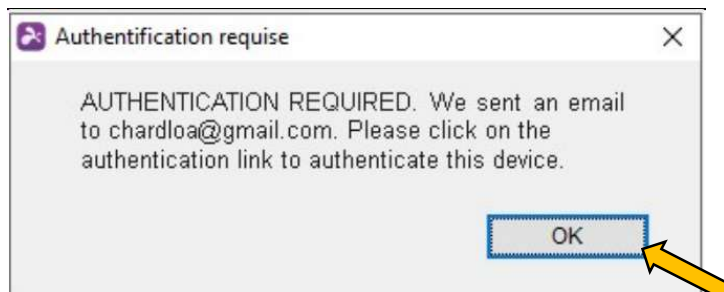 Authentification requise
AUTHENTICATION REQUIRED. We sent an email
to chardloa@gmail.com. Please click on the
authentication link to authenticate this device.
OK